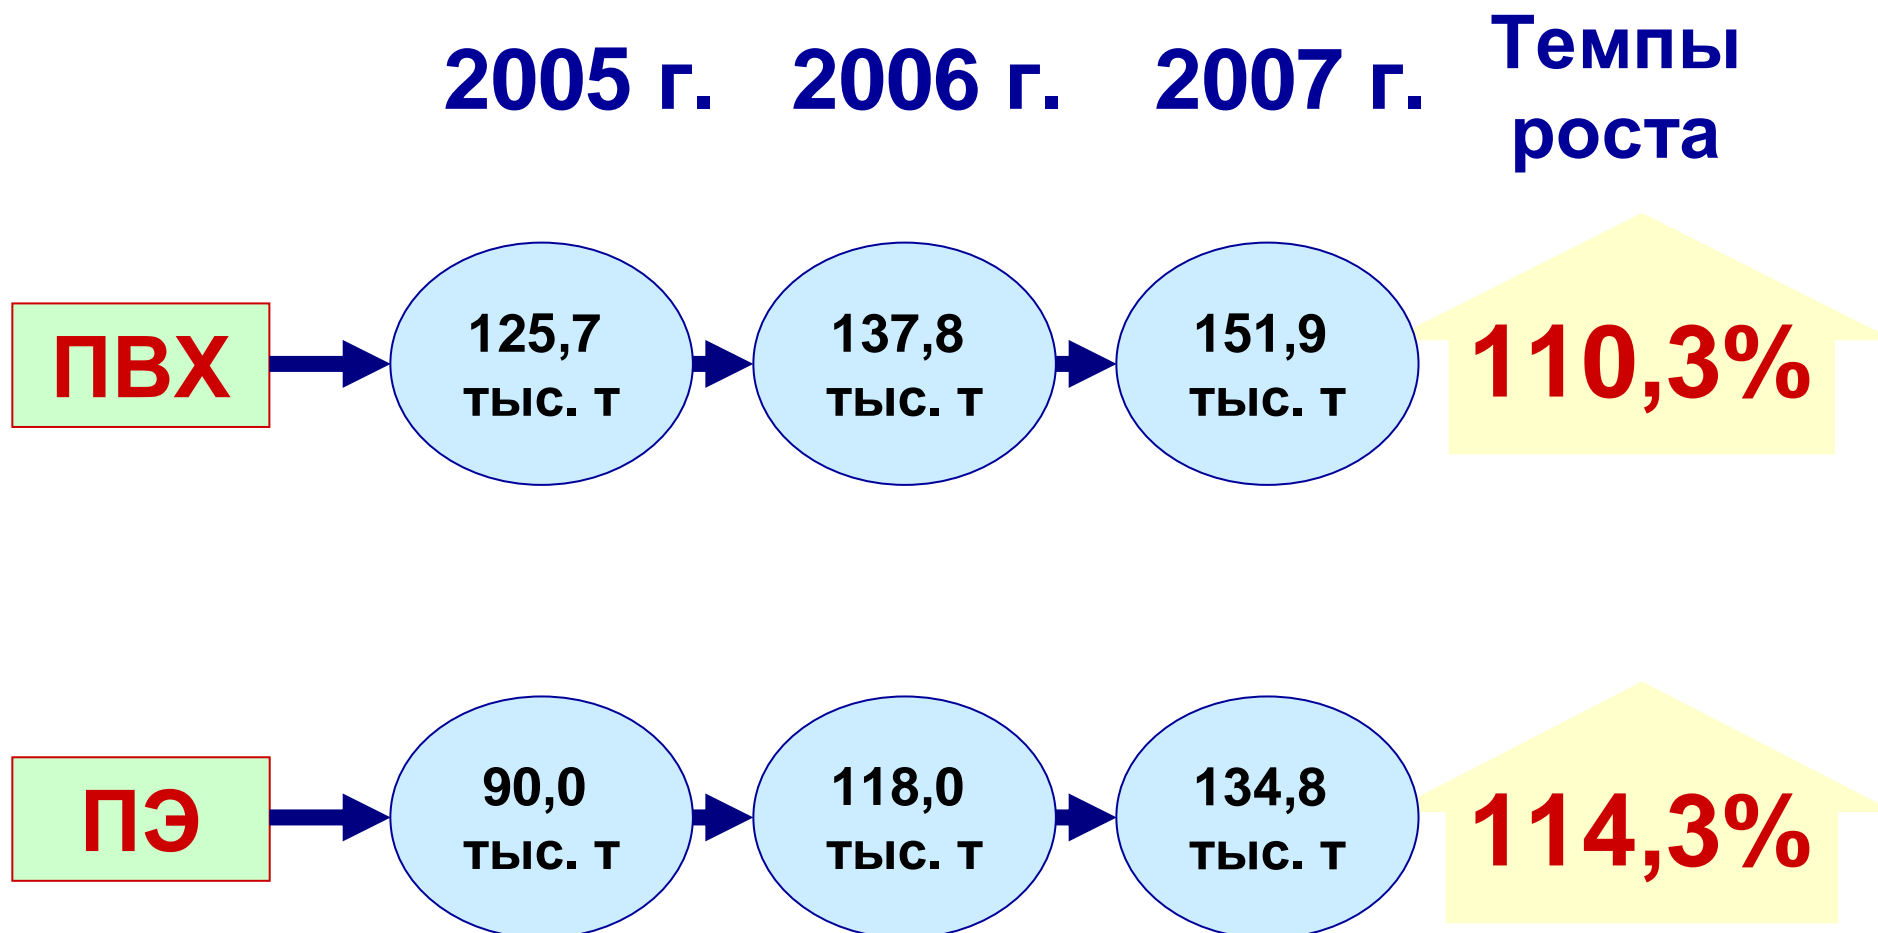 2005 г. 2006 г. 2007 г. Темпы
роста
ПВХ
125,7
тыс. т
137,8
тыс. т
151,9
тыс. т
110,3%
ПЭ
90,0
тыс. т
118,0
тыс. т
134,8
тыс. т
114,3%